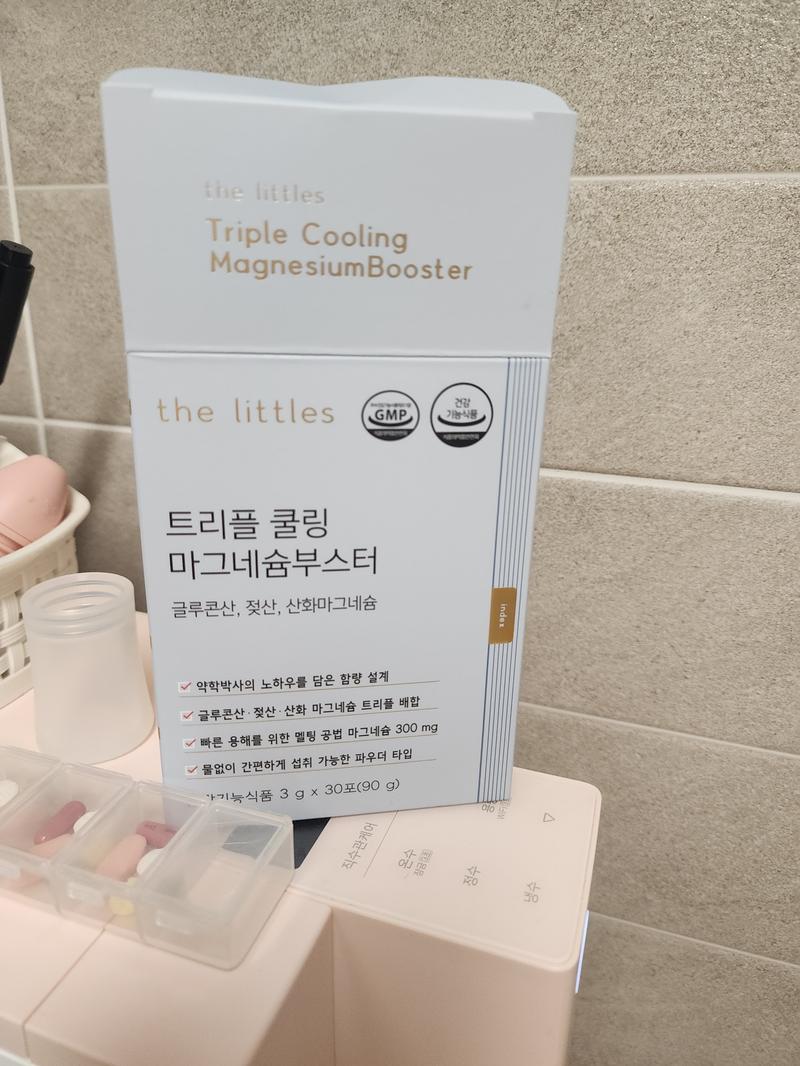 the littles
Triple Cooling
MagnesiumBooster
the littles
GMP
건강
기능식품
트리플 쿨링
마그네슘부스터
글루콘산, 젖산, 산화마그네슘
index
약학박사의 노하우를 담은 함량 설계
글루콘산·젖산·산화 마그네슘 트리플 배합
빠른 용해를 위한 멜팅 공법 마그네슘 300 mg
물없이 간편하게 섭취 가능한 파우더 타입
강기능식품 3 g x 30포(90 g)
직수관케어
온수
정수
냉수